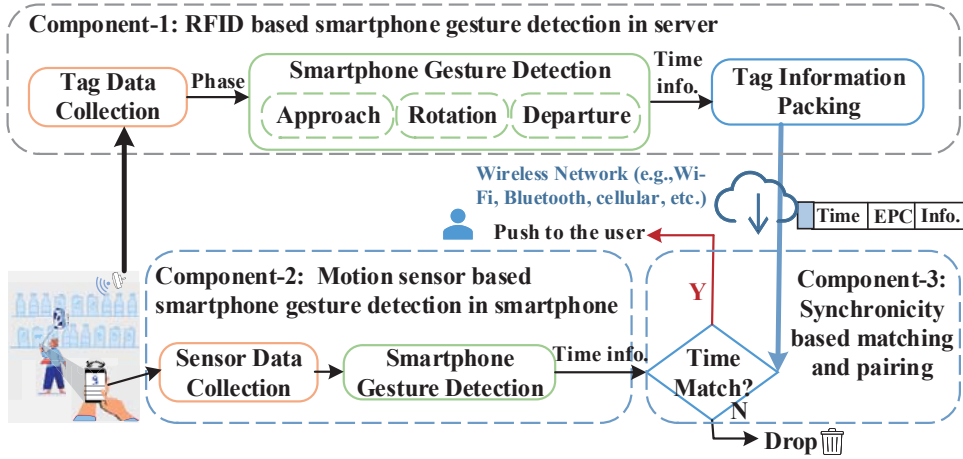 Component-1: RFID based smartphone gesture detection in server
Tag Data
Collection
Phase
Smartphone Gesture Detection
Approach
Rotation
Departure
Time
info.
Tag Information
Packing
Wireless Network (e.g.,Wi-
Fi, Bluetooth, cellular, etc.)
Time
EPC
Info.
Push to the user
Component-2: Motion sensor based
smartphone gesture detection in smartphone
Sensor Data
Collection
Smartphone
Gesture Detection
Time info.
Y
Time
Match?
N
Drop
Component-3:
Synchronicity
based matching
and pairing